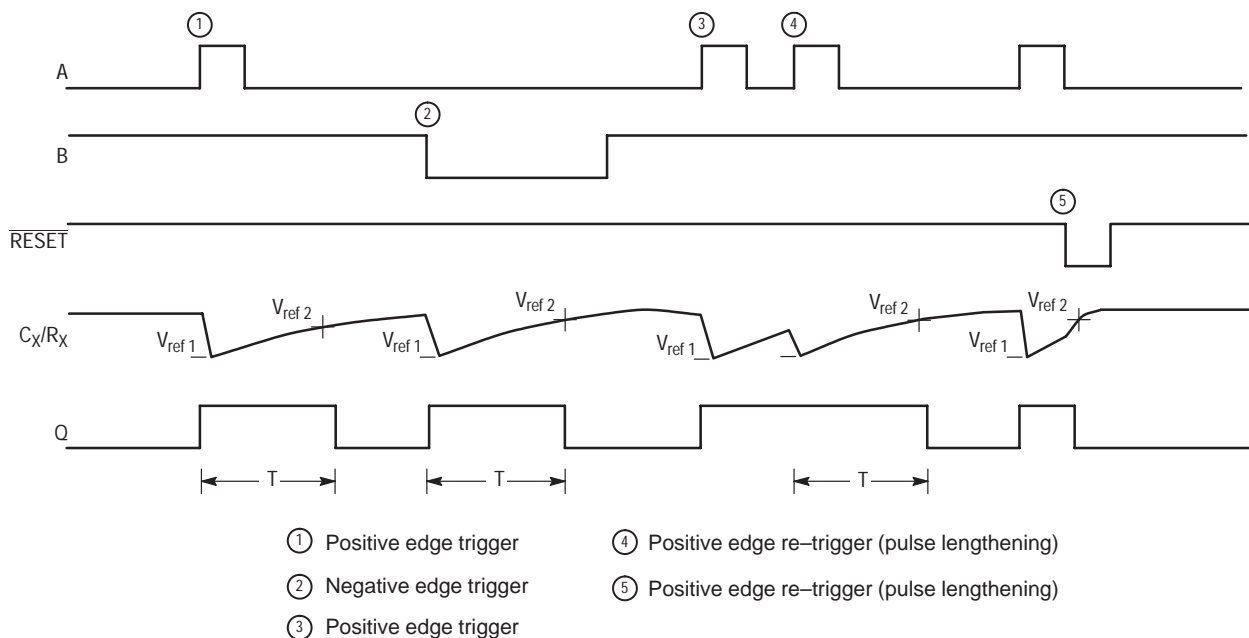 1
3
4
A
2
B
5
RESET
CX/RX
Vref 1
Vref 2
Vref 1
Vref 2
Vref 1
Vref 2
Vref 1
Vref 2
Q
T
T
T
1 Positive edge trigger
4 Positive edge re–trigger (pulse lengthening)
2 Negative edge trigger
5 Positive edge re–trigger (pulse lengthening)
3 Positive edge trigger